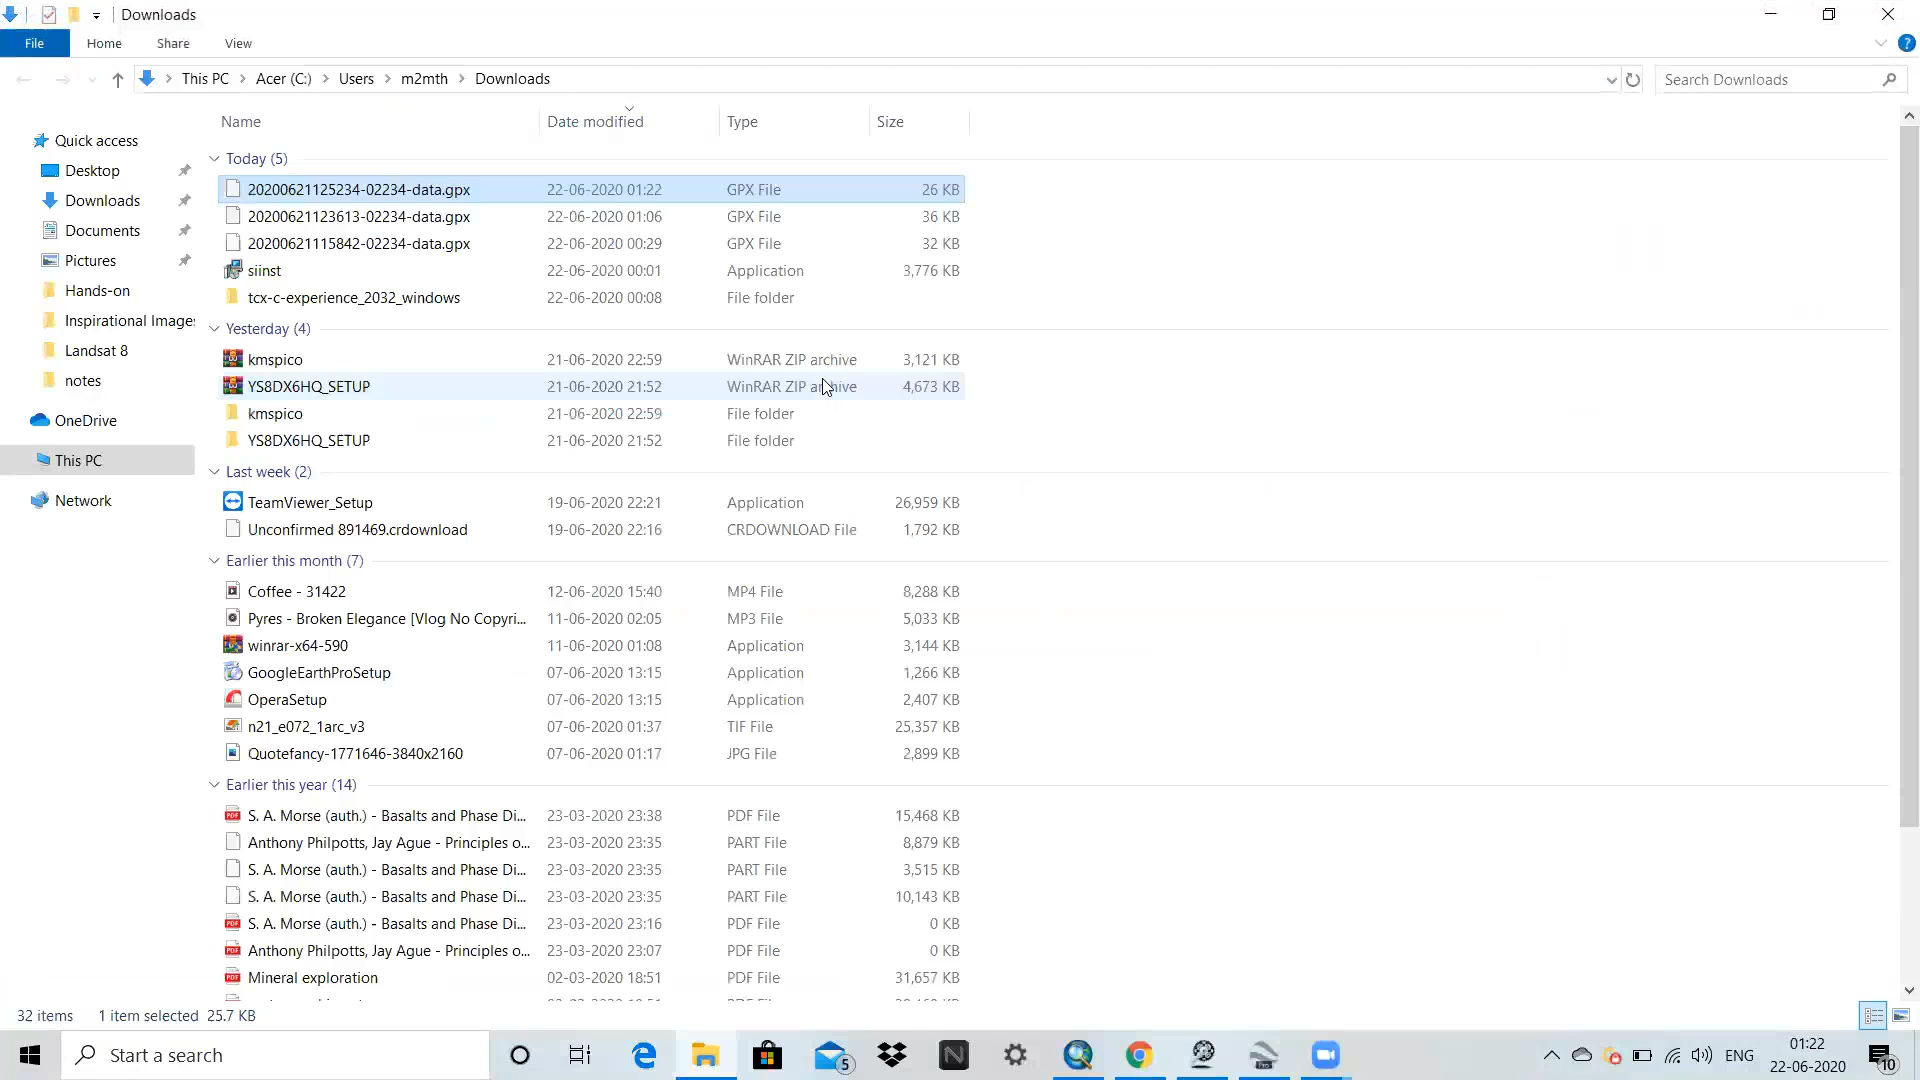 Downloads
File Home Share View
This PC Acer (C:) Users m2mth Downloads
Search Downloads
Name Date modified Type Size
Quick access
Desktop
Downloads
Documents
Pictures
Hands-on
Inspirational Images
Landsat 8
notes
OneDrive
This PC
Network
Today (5)
20200621125234-02234-data.gpx 22-06-2020 01:22 GPX File 26 KB
20200621123613-02234-data.gpx 22-06-2020 01:06 GPX File 36 KB
20200621115842-02234-data.gpx 22-06-2020 00:29 GPX File 32 KB
siinst 22-06-2020 00:01 Application 3,776 KB
tcx-c-experience_2032_windows 22-06-2020 00:08 File folder
Yesterday (4)
kmspico 21-06-2020 22:59 WinRAR ZIP archive 3,121 KB
YS8DX6HQ_SETUP 21-06-2020 21:52 WinRAR ZIP archive 4,673 KB
kmspico 21-06-2020 22:59 File folder
YS8DX6HQ_SETUP 21-06-2020 21:52 File folder
Last week (2)
TeamViewer_Setup 19-06-2020 22:21 Application 26,959 KB
Unconfirmed 891469.crdownload 19-06-2020 22:16 CRDOWNLOAD File 1,792 KB
Earlier this month (7)
Coffee - 31422 12-06-2020 15:40 MP4 File 8,288 KB
Pyres - Broken Elegance [Vlog No Copyri... 11-06-2020 02:05 MP3 File 5,033 KB
winrar-x64-590 11-06-2020 01:08 Application 3,144 KB
GoogleEarthProSetup 07-06-2020 13:15 Application 1,266 KB
OperaSetup 07-06-2020 13:15 Application 2,407 KB
n21_e072_1arc_v3 07-06-2020 01:37 TIF File 25,357 KB
Quotefancy-1771646-3840x2160 07-06-2020 01:17 JPG File 2,899 KB
Earlier this year (14)
S. A. Morse (auth.) - Basalts and Phase Di... 23-03-2020 23:38 PDF File 15,468 KB
Anthony Philpotts, Jay Ague - Principles o... 23-03-2020 23:35 PART File 8,879 KB
S. A. Morse (auth.) - Basalts and Phase Di... 23-03-2020 23:35 PART File 3,515 KB
S. A. Morse (auth.) - Basalts and Phase Di... 23-03-2020 23:35 PART File 10,143 KB
S. A. Morse (auth.) - Basalts and Phase Di... 23-03-2020 23:16 PDF File 0 KB
Anthony Philpotts, Jay Ague - Principles o... 23-03-2020 23:07 PDF File 0 KB
Mineral exploration 02-03-2020 18:51 PDF File 31,657 KB
32 items 1 item selected 25.7 KB
Start a search
5
ENG
01:22
22-06-2020
10